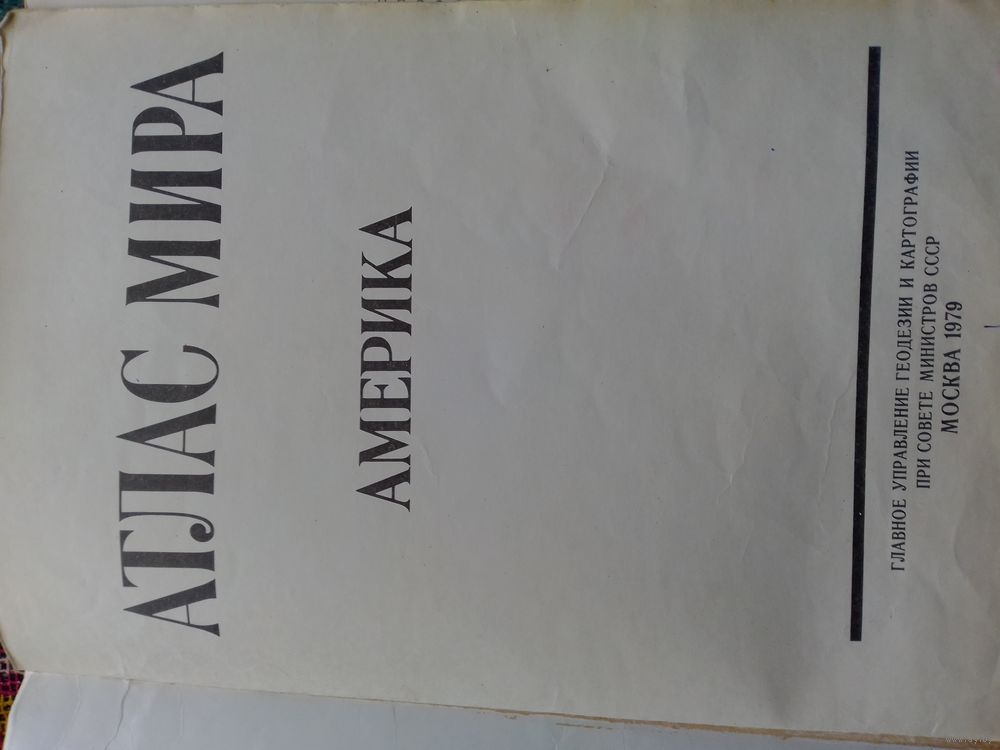 АТЛАС МИРА
АМЕРИКА
ГЛАВНОЕ УПРАВЛЕНИЕ ГЕОДЕЗИИ И КАРТОГРАФИИ
ПРИ СОВЕТЕ МИНИСТРОВ СССР
МОСКВА 1979